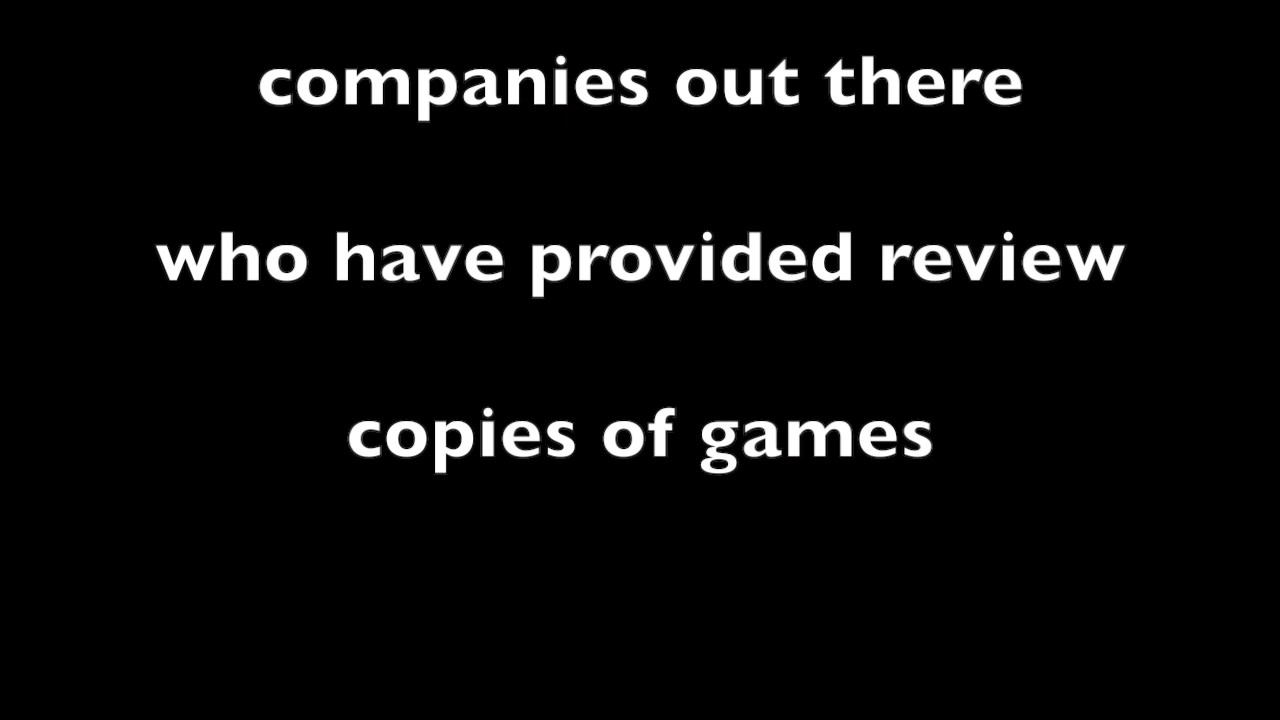 companies out there
who have provided review
copies of games